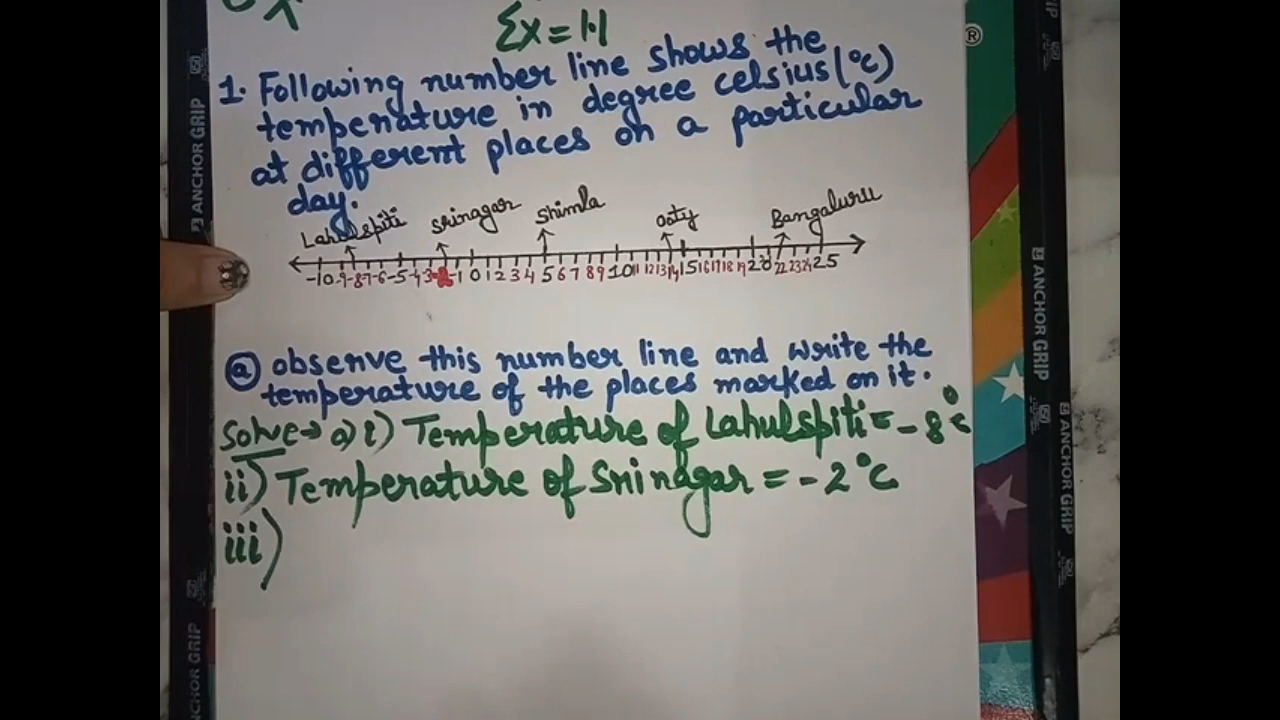 Σx = 1·1
1. Following number line shows the
temperature in degree celsius (°c)
at different places on a particular
day.
Lahulspiti Srinagar Shimla Ooty Bangaluru
-10 -9 -8 -7 -6 -5 -4 -3 -1 0 1 2 3 4 5 6 7 8 9 10 11 12 13 14 15 16 17 18 19 20 22 23 24 25
(a) observe this number line and write the
temperature of the places marked on it.
Solve→ a) i) Temperature of Lahulspiti = -8°c
ii) Temperature of Srinagar = -2°c
iii)
ANCHOR GRIP
ANCHOR GRIP
ANCHOR GRIP
ANCHOR GRIP
ANCHOR GRIP